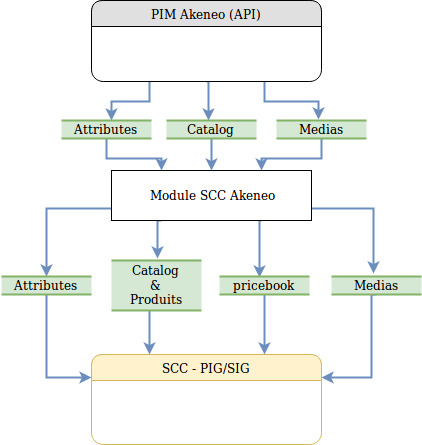 PIM Akeneo (API)
Attributes
Catalog
Medias
Module SCC Akeneo
Attributes
Catalog
&
Produits
pricebook
Medias
SCC - PIG/SIG